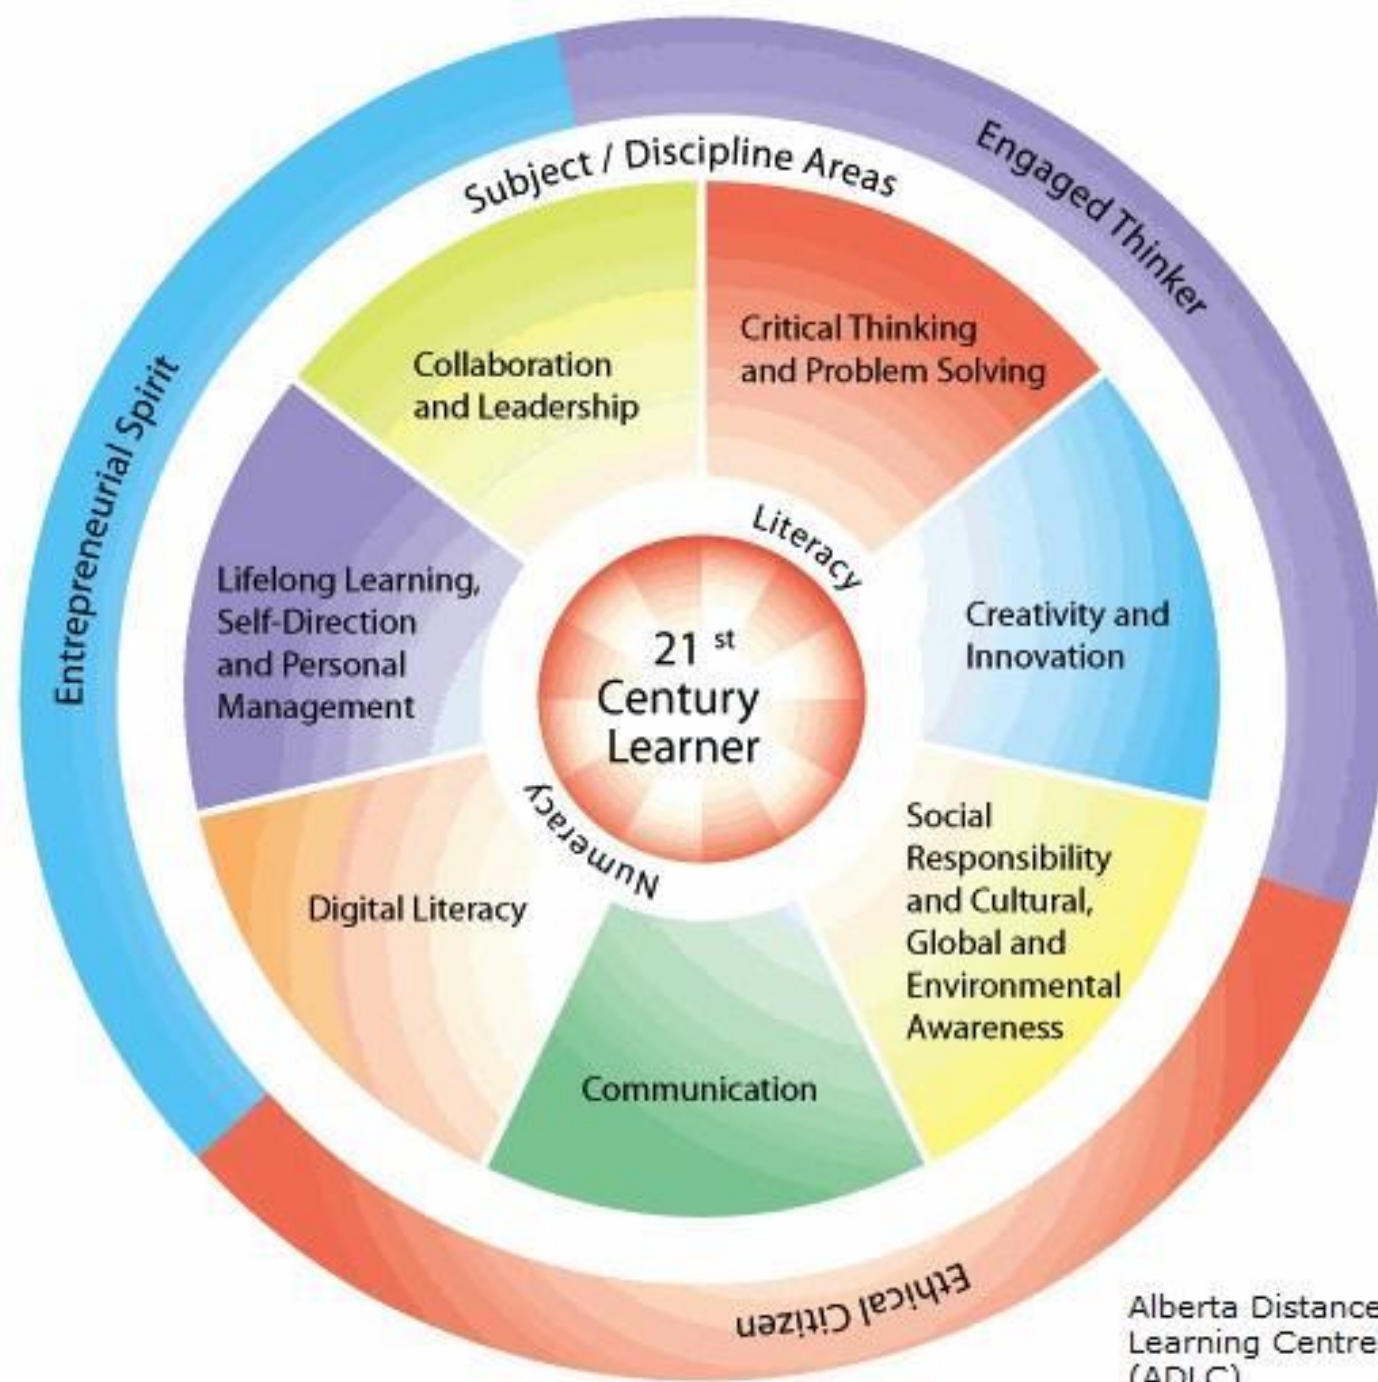 Engaged Thinker
Subject / Discipline Areas
Entrepreneurial Spirit
Collaboration
and Leadership
Critical Thinking
and Problem Solving
Literacy
Lifelong Learning,
Self-Direction
and Personal
Management
21 st
Century
Learner
Creativity and
Innovation
Numeracy
Digital Literacy
Social
Responsibility
and Cultural,
Global and
Environmental
Awareness
Communication
Ethical Citizen
Alberta Distance
Learning Centre
(ADLC)